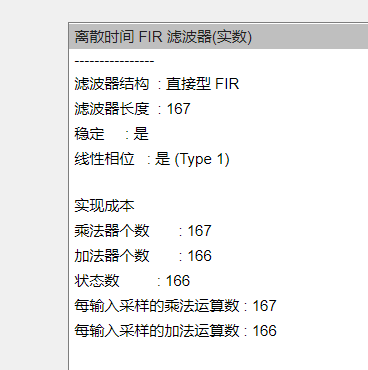 离散时间 FIR 滤波器(实数)
----------------
滤波器结构 : 直接型 FIR
滤波器长度 : 167
稳定 : 是
线性相位 : 是 (Type 1)
实现成本
乘法器个数 : 167
加法器个数 : 166
状态数 : 166
每输入采样的乘法运算数 : 167
每输入采样的加法运算数 : 166